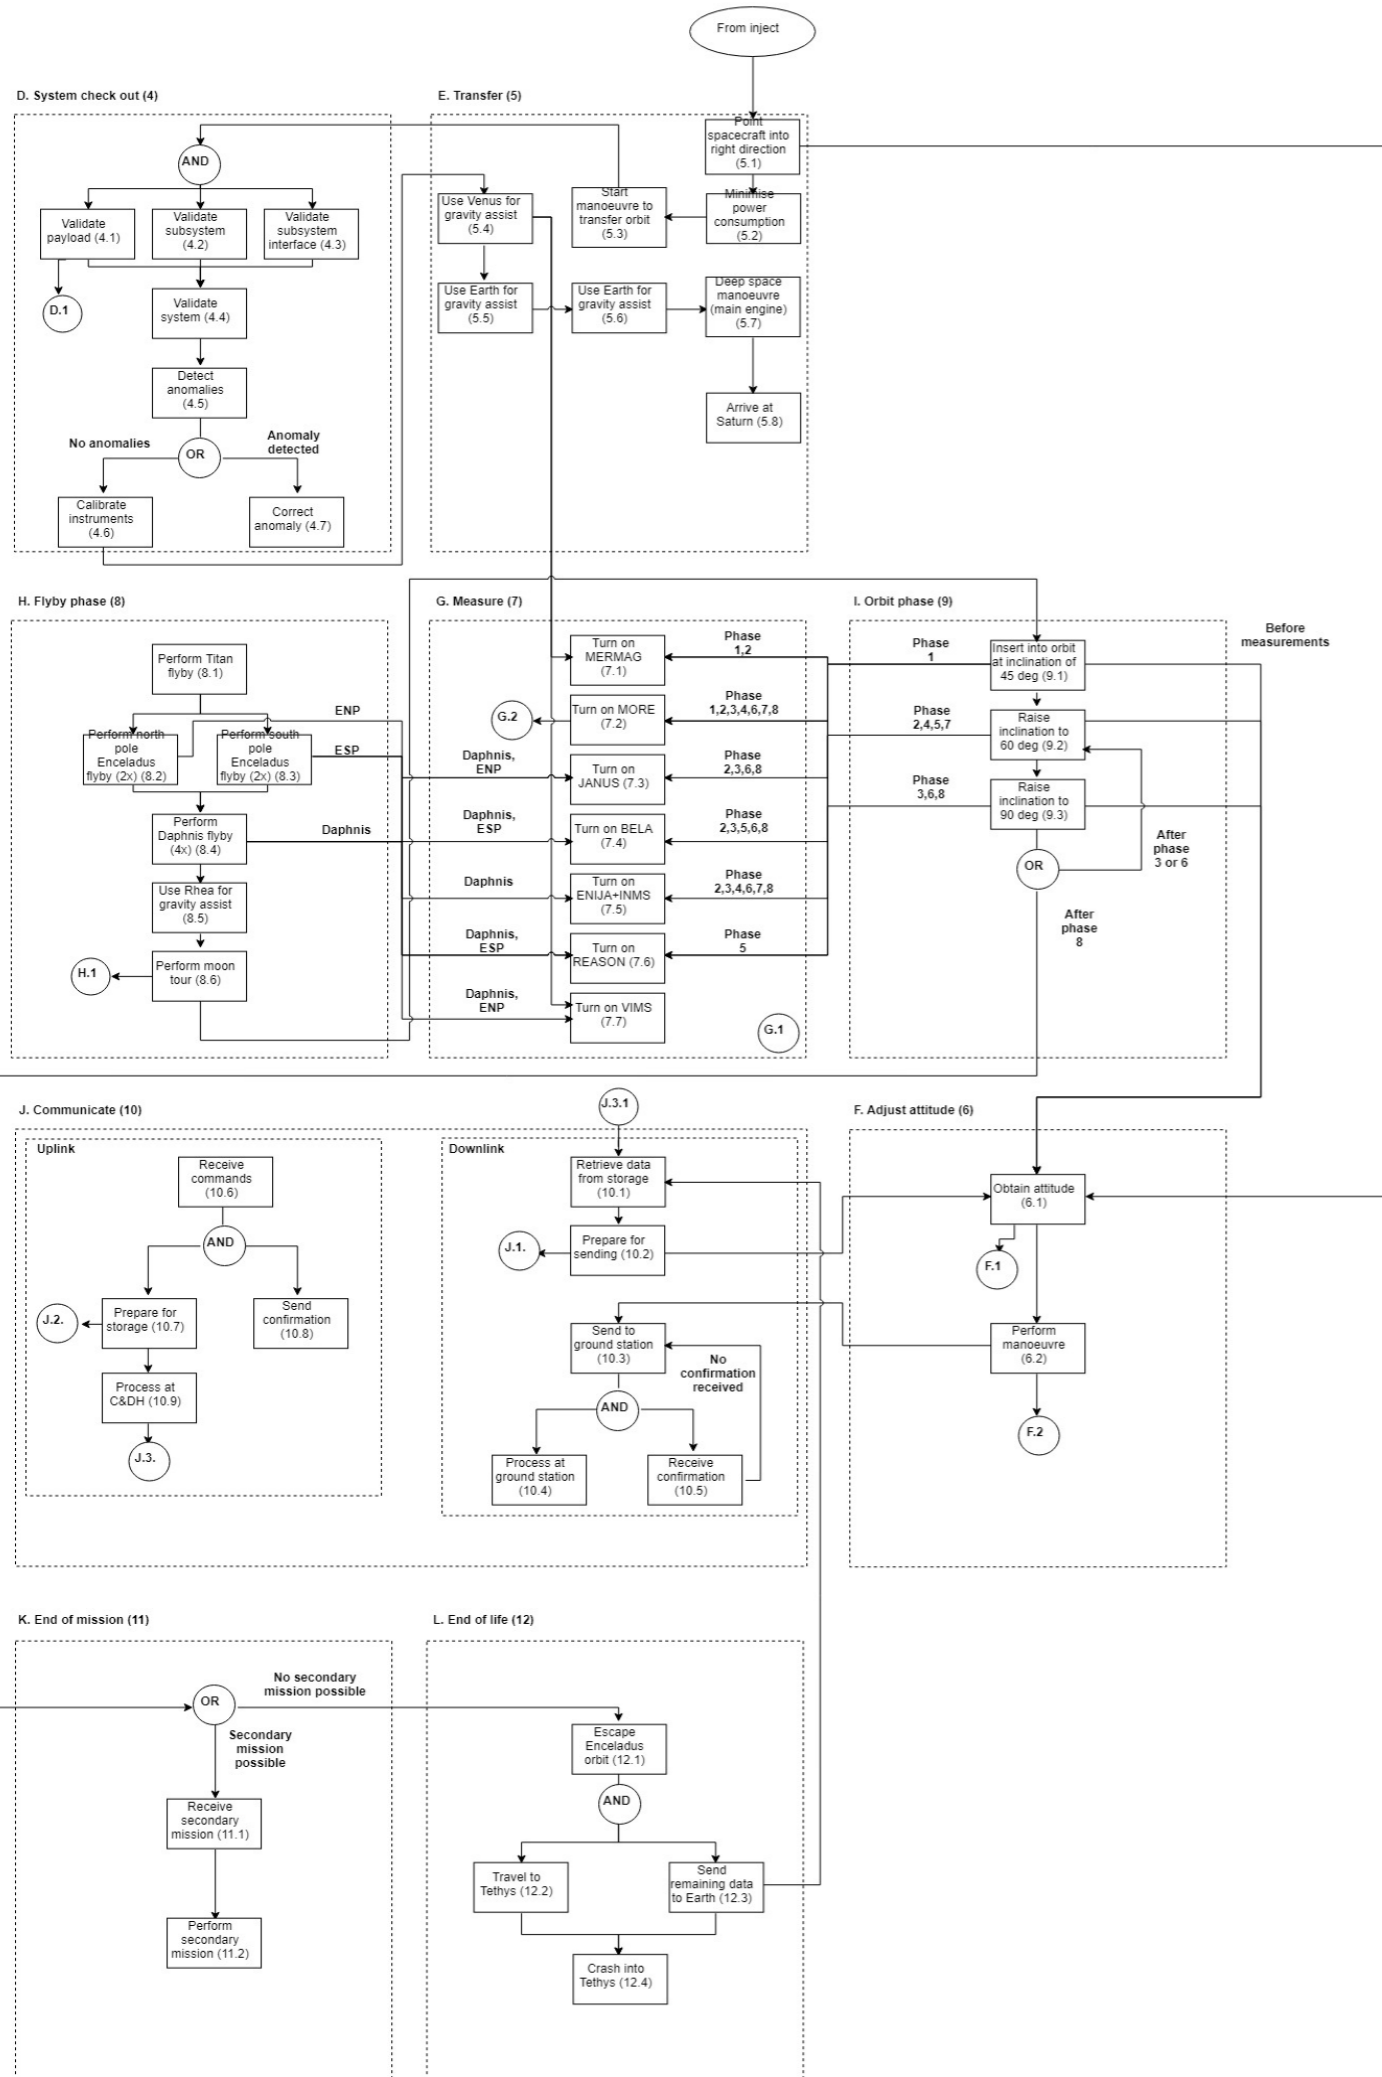 From inject
D. System check out (4)
AND
Validate
payload (4.1)
Validate
subsystem
(4.2)
Validate
subsystem
interface (4.3)
D.1
Validate
system (4.4)
Detect
anomalies
(4.5)
No anomalies
OR
Anomaly
detected
Calibrate
instruments
(4.6)
Correct
anomaly (4.7)
E. Transfer (5)
Point
spacecraft into
right direction
(5.1)
Minimise
power
consumption
(5.2)
Start
manoeuvre to
transfer orbit
(5.3)
Use Venus for
gravity assist
(5.4)
Use Earth for
gravity assist
(5.5)
Use Earth for
gravity assist
(5.6)
Deep space
manoeuvre
(main engine)
(5.7)
Arrive at
Saturn (5.8)
H. Flyby phase (8)
Perform Titan
flyby (8.1)
Perform north
pole
Enceladus
flyby (2x) (8.2)
Perform south
pole
Enceladus
flyby (2x) (8.3)
ENP
ESP
Perform
Daphnis flyby
(4x) (8.4)
Daphnis
Use Rhea for
gravity assist
(8.5)
Perform moon
tour (8.6)
H.1
G. Measure (7)
Turn on
MERMAG
(7.1)
Phase
1,2
G.2
Turn on MORE
(7.2)
Phase
1,2,3,4,6,7,8
Daphnis,
ENP
Turn on
JANUS (7.3)
Phase
2,3,6,8
Daphnis,
ESP
Turn on BELA
(7.4)
Phase
2,3,5,6,8
Daphnis
Turn on
ENIJA+INMS
(7.5)
Phase
2,3,4,6,7,8
Daphnis,
ESP
Turn on
REASON (7.6)
Phase
5
Daphnis,
ENP
Turn on VIMS
(7.7)
G.1
I. Orbit phase (9)
Phase
1
Insert into orbit
at inclination of
45 deg (9.1)
Before
measurements
Phase
2,4,5,7
Raise
inclination to
60 deg (9.2)
Phase
3,6,8
Raise
inclination to
90 deg (9.3)
OR
After
phase
3 or 6
After
phase
8
J. Communicate (10)
Uplink
Receive
commands
(10.6)
AND
J.2.
Prepare for
storage (10.7)
Send
confirmation
(10.8)
Process at
C&DH (10.9)
J.3.
J.3.1
Downlink
Retrieve data
from storage
(10.1)
J.1.
Prepare for
sending (10.2)
Send to
ground station
(10.3)
No
confirmation
received
AND
Process at
ground station
(10.4)
Receive
confirmation
(10.5)
F. Adjust attitude (6)
Obtain attitude
(6.1)
F.1
Perform
manoeuvre
(6.2)
F.2
K. End of mission (11)
OR
No secondary
mission possible
Secondary
mission
possible
Receive
secondary
mission (11.1)
Perform
secondary
mission (11.2)
L. End of life (12)
Escape
Enceladus
orbit (12.1)
AND
Travel to
Tethys (12.2)
Send
remaining data
to Earth (12.3)
Crash into
Tethys (12.4)